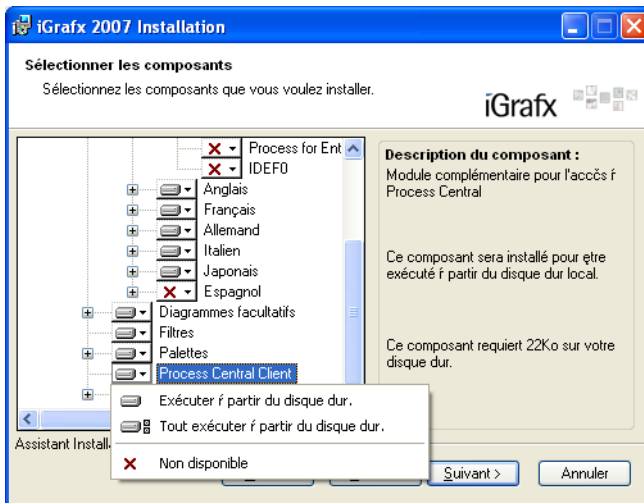 iGrafx 2007 Installation
Sélectionner les composants
Sélectionnez les composants que vous voulez installer.
iGrafx
Process for Ent
IDEF0
Anglais
Français
Allemand
Italien
Japonais
Espagnol
Diagrammes facultatifs
Filtres
Palettes
Process Central Client
Description du composant :
Module complémentaire pour l'accčs ŕ
Process Central
Ce composant sera installé pour ętre
exécuté ŕ partir du disque dur local.
Ce composant requiert 22Ko sur votre
disque dur.
Exécuter ŕ partir du disque dur.
Tout exécuter ŕ partir du disque dur.
Non disponible
Assistant Install
Suivant >
Annuler